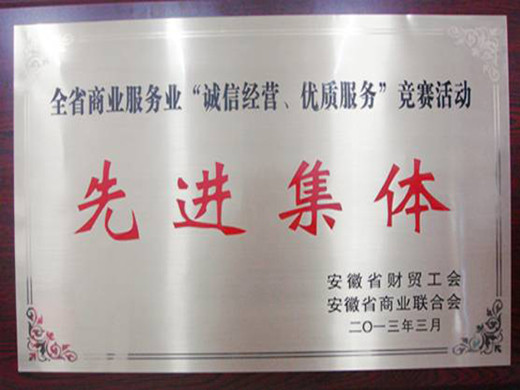 全省商业服务业“诚信经营、优质服务”竞赛活动
先进集体
安徽省财贸工会
安徽省商业联合会
二〇一三年三月